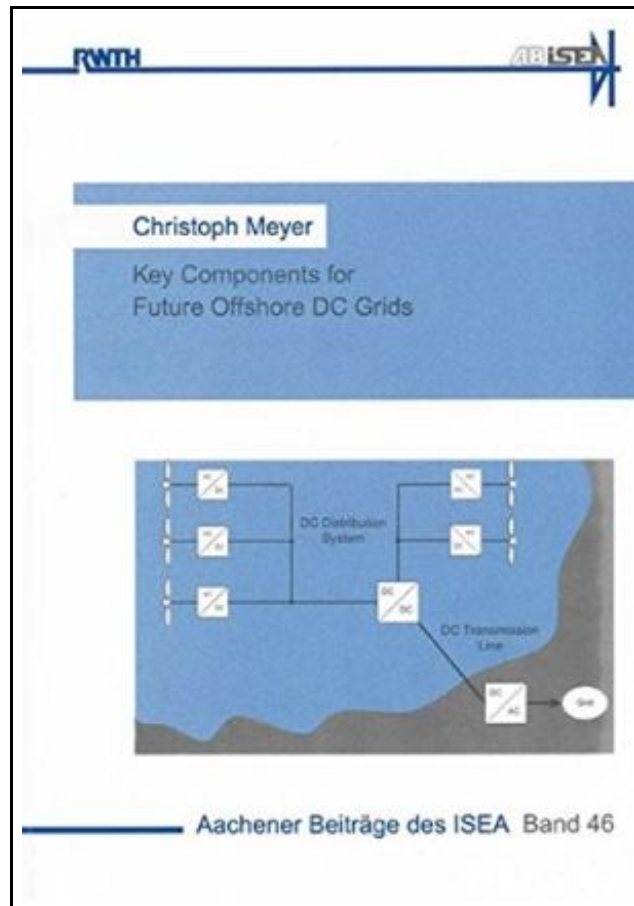 RWTH
ABiSEA
Christoph Meyer
Key Components for
Future Offshore DC Grids
DC Distribution
System
DC
DC
DC Transmission
Line
DC
AC
Grid
Aachener Beiträge des ISEA Band 46